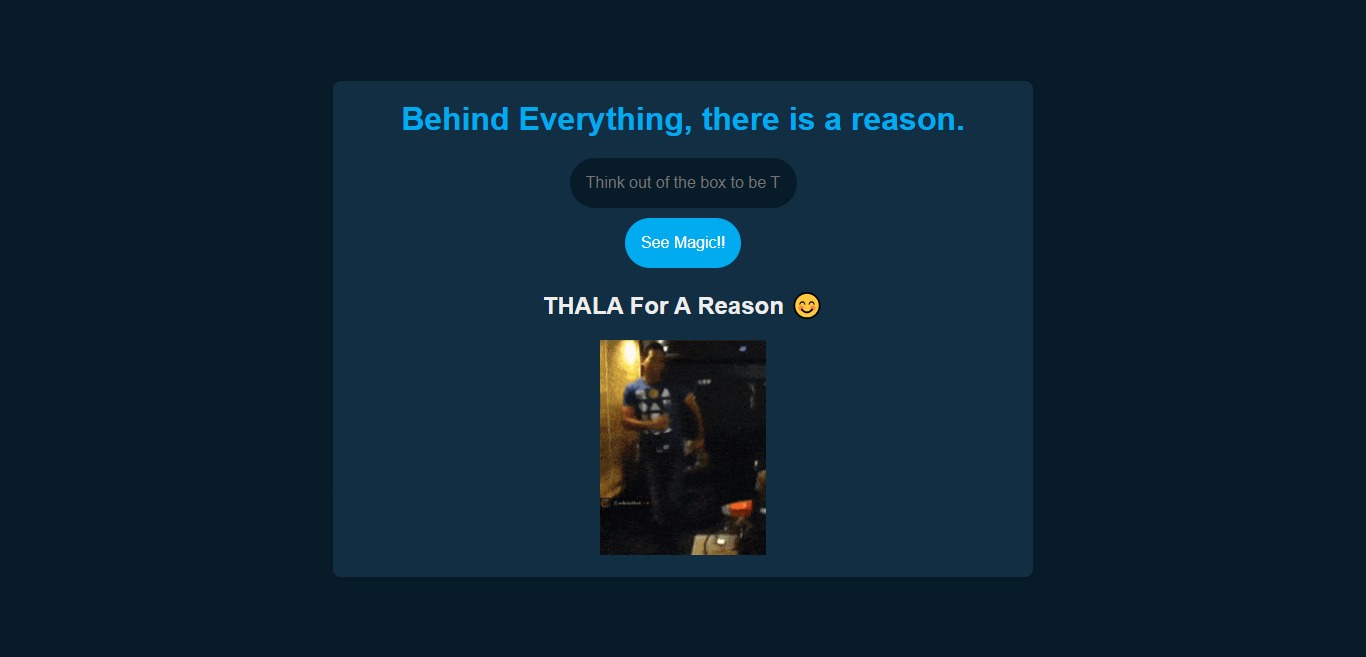 Behind Everything, there is a reason.
Think out of the box to be T
See Magic!!
THALA For A Reason 😊